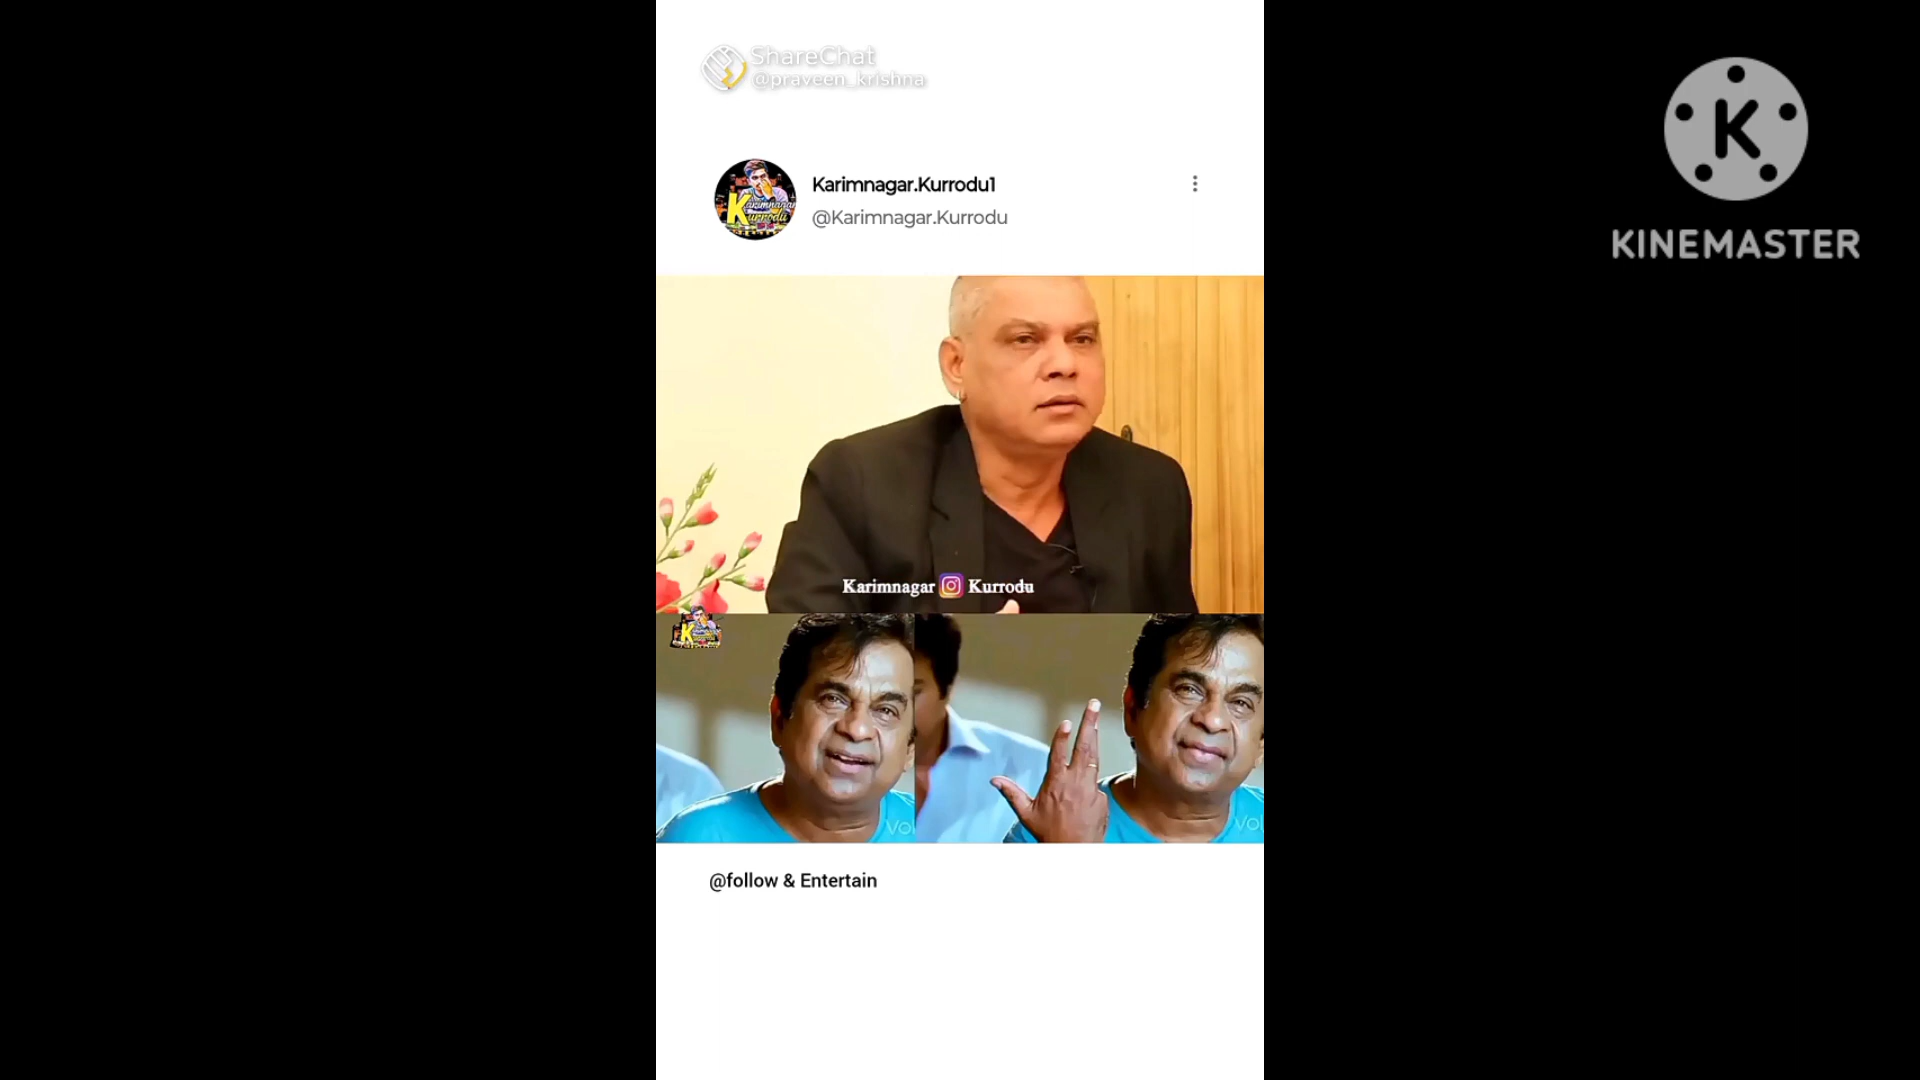 ShareChat
@praveen_krishna
KINEMASTER
Karimnagar.Kurrodu1
@Karimnagar.Kurrodu
Karimnagar Kurrodu
@follow & Entertain